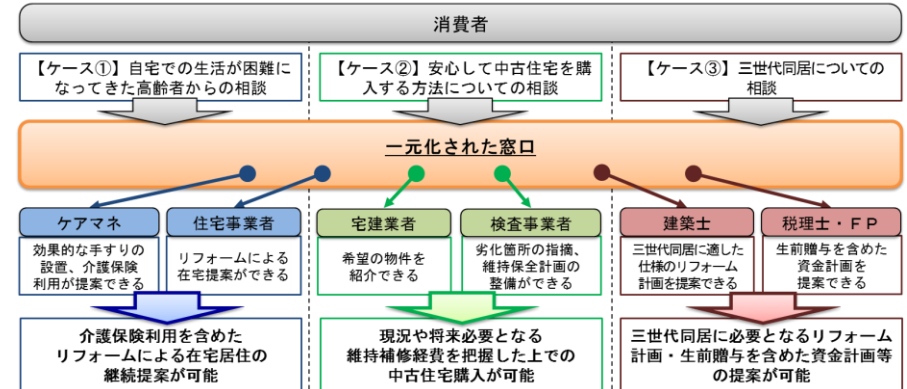 消費者
【ケース①】自宅での生活が困難に
なってきた高齢者からの相談
【ケース②】安心して中古住宅を購
入する方法についての相談
【ケース③】三世代同居についての
相談
一元化された窓口
ケアマネ
効果的な手すりの
設置、介護保険
利用が提案できる
住宅事業者
リフォームによる
在宅提案ができる
宅建業者
希望の物件を
紹介できる
検査事業者
劣化箇所の指摘、
維持保全計画の
整備ができる
建築士
三世代同居に適した
仕様のリフォーム
計画を提案できる
税理士・ＦＰ
生前贈与を含めた
資金計画を
提案できる
介護保険利用を含めた
リフォームによる在宅居住の
継続提案が可能
現況や将来必要となる
維持補修経費を把握した上での
中古住宅購入が可能
三世代同居に必要となるリフォーム
計画・生前贈与を含めた資金計画等
の提案が可能